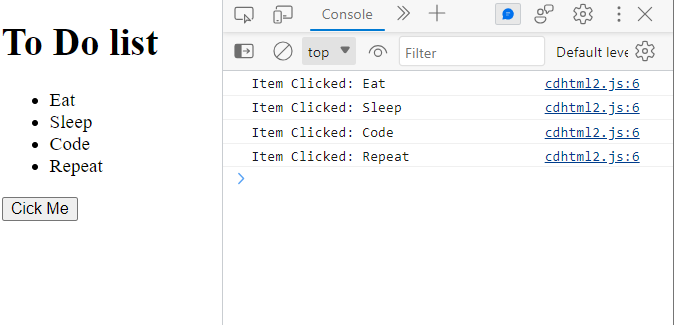 To Do list
Eat
Sleep
Code
Repeat
Cick Me
Console
top
Filter
Default leve
Item Clicked: Eat cdhtml2.js:6
Item Clicked: Sleep cdhtml2.js:6
Item Clicked: Code cdhtml2.js:6
Item Clicked: Repeat cdhtml2.js:6